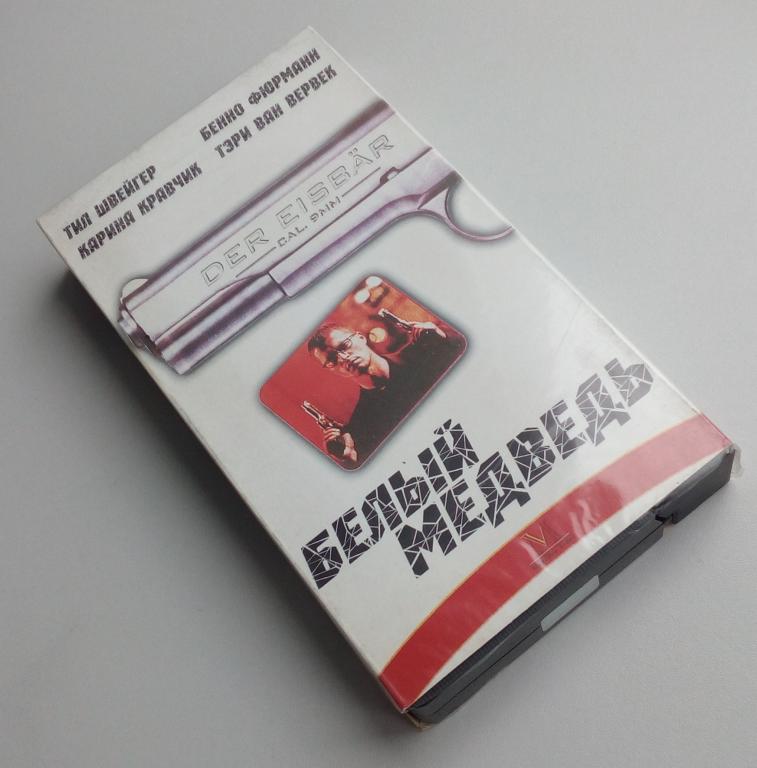 ТИЛ ШВЕЙГЕР БЕННО ФЮРМАНН
КАРИНА КРАВЧИК ТЭРИ ВАН ВЕРВЕК
DER EISBÄR
CAL. 9MM
БЕЛЫЙ
МЕДВЕДЬ
V